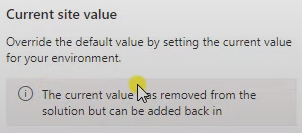 Current site value
Override the default value by setting the current value
for your environment.
The current value as removed from the
solution but can be added back in